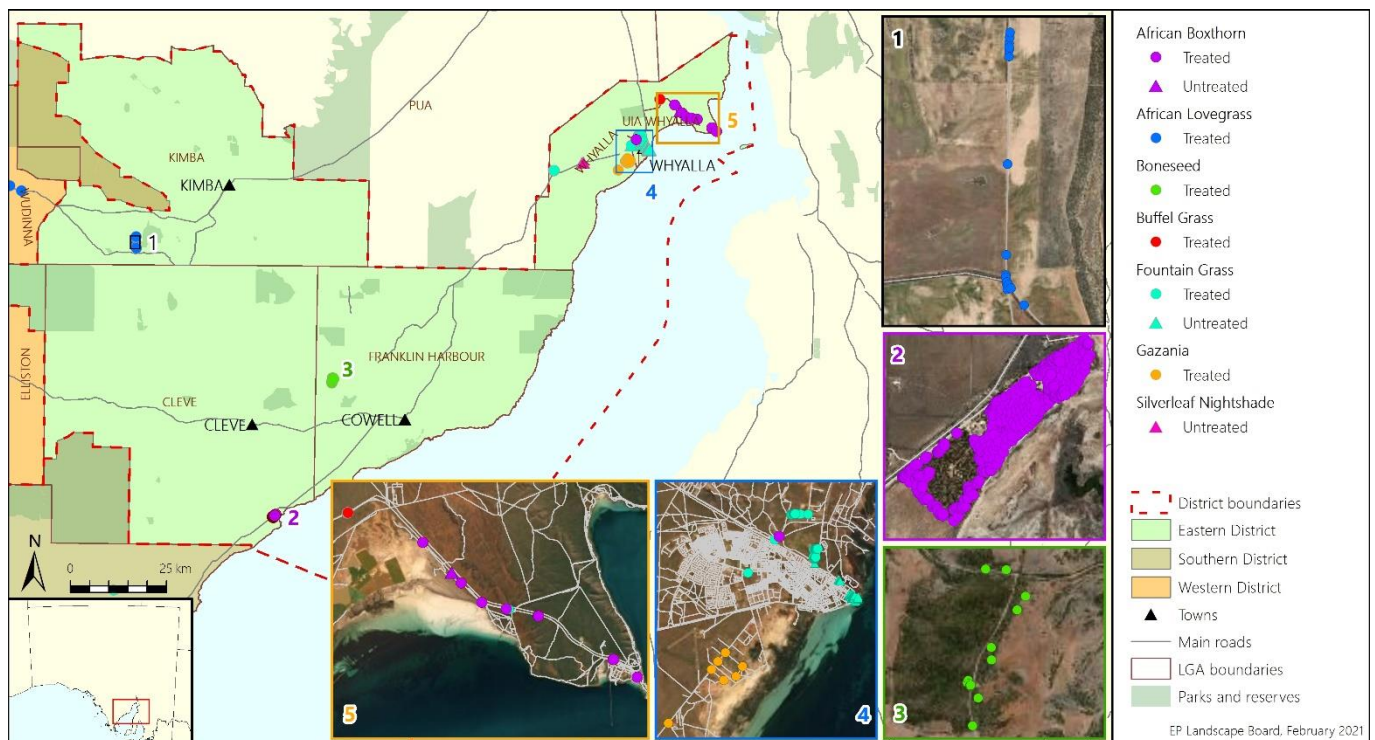 PUA
KIMBA
KIMBA
WUDINNA
1
UIA WHYALLA
WHYALLA
WHYALLA
5
4
ELLISTON
3
FRANKLIN HARBOUR
CLEVE
CLEVE
COWELL
2
N
0 25 km
5
4
1
2
3
African Boxthorn
Treated
Untreated
African Lovegrass
Treated
Boneseed
Treated
Buffel Grass
Treated
Fountain Grass
Treated
Untreated
Gazania
Treated
Silverleaf Nightshade
Untreated
District boundaries
Eastern District
Southern District
Western District
Towns
Main roads
LGA boundaries
Parks and reserves
EP Landscape Board, February 2021